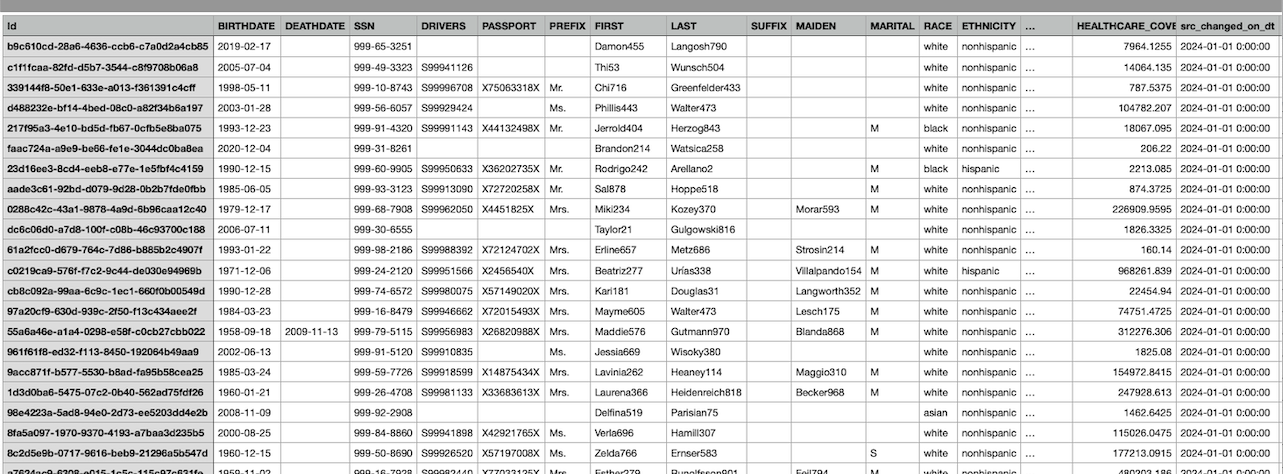 Id BIRTHDATE DEATHDATE SSN DRIVERS PASSPORT PREFIX FIRST LAST SUFFIX MAIDEN MARITAL RACE ETHNICITY ... HEALTHCARE_COVE src_changed_on_dt
b9c610cd-28a6-4636-ccb6-c7a0d2a4cb85 2019-02-17 999-65-3251 Damon455 Langosh790 white nonhispanic ... 7964.1255 2024-01-01 0:00:00
c1f1fcaa-82fd-d5b7-3544-c8f9708b06a8 2005-07-04 999-49-3323 S99941126 Thi53 Wunsch504 white nonhispanic ... 14064.135 2024-01-01 0:00:00
339144f8-50e1-633e-a013-f361391c4cff 1998-05-11 999-10-8743 S99996708 X75063318X Mr. Chi716 Greenfelder433 white nonhispanic ... 787.5375 2024-01-01 0:00:00
d488232e-bf14-4bed-08c0-a82f34b6a197 2003-01-28 999-56-6057 S99929424 Ms. Phillis443 Walter473 white nonhispanic ... 104782.207 2024-01-01 0:00:00
217f95a3-4e10-bd5d-fb67-0cfb5e8ba075 1993-12-23 999-91-4320 S99991143 X44132498X Mr. Jerrold404 Herzog843 M black nonhispanic ... 18067.095 2024-01-01 0:00:00
faac724a-a9e9-be66-fe1e-3044dc0ba8ea 2020-12-04 999-31-8261 Brandon214 Watsica258 white nonhispanic ... 206.22 2024-01-01 0:00:00
23d16ee3-8cd4-eeb8-e77e-1e5fbf4c4159 1990-12-15 999-60-9905 S99950633 X36202735X Mr. Rodrigo242 Arellano2 M black hispanic ... 2213.085 2024-01-01 0:00:00
aade3c61-92bd-d079-9d28-0b2b7fde0fbb 1985-06-05 999-93-3123 S99913090 X72720258X Mr. Sal878 Hoppe518 M white nonhispanic ... 874.3725 2024-01-01 0:00:00
0288c42c-43a1-9878-4a9d-6b96caa12c40 1979-12-17 999-68-7908 S99962050 X4451825X Mrs. Miki234 Kozey370 Morar593 M white nonhispanic ... 226909.9595 2024-01-01 0:00:00
dc6c06d0-a7d8-100f-c08b-46c93700c188 2006-07-11 999-30-6555 Taylor21 Gulgowski816 white nonhispanic ... 1826.3325 2024-01-01 0:00:00
61a2fcc0-d679-764c-7d86-b885b2c4907f 1993-01-22 999-98-2186 S99988392 X72124702X Mrs. Erline657 Metz686 Strosin214 M white nonhispanic ... 160.14 2024-01-01 0:00:00
c0219ca9-576f-f7c2-9c44-de030e94969b 1971-12-06 999-24-2120 S99951566 X2456540X Mrs. Beatriz277 Urías338 Villalpando154 M white hispanic ... 968261.839 2024-01-01 0:00:00
cb8c092a-99aa-6c9c-1ec1-660f0b00549d 1990-12-28 999-74-6572 S99980075 X57149020X Mrs. Kari181 Douglas31 Langworth352 M white nonhispanic ... 22454.94 2024-01-01 0:00:00
97a20cf9-630d-939c-2f50-f13c434aee2f 1984-03-23 999-16-8479 S99946662 X72015493X Mrs. Mayme605 Walter473 Lesch175 M white nonhispanic ... 74751.4725 2024-01-01 0:00:00
55a6a46e-a1a4-0298-e58f-c0cb27cbb022 1958-09-18 2009-11-13 999-79-5115 S99956983 X26820988X Mrs. Maddie576 Gutmann970 Blanda868 M white nonhispanic ... 312276.306 2024-01-01 0:00:00
961f61f8-ed32-f113-8450-192064b49aa9 2002-06-13 999-91-5120 S99910835 Ms. Jessia669 Wisoky380 white nonhispanic ... 1825.08 2024-01-01 0:00:00
9acc871f-b577-5530-b8ad-fa95b58cea25 1985-03-24 999-59-7726 S99918599 X14875434X Mrs. Lavinia262 Heaney114 Maggio310 M white nonhispanic ... 154972.8415 2024-01-01 0:00:00
1d3d0ba6-5475-07c2-0b40-562ad75fdf26 1960-01-21 999-26-4708 S99981133 X33683613X Mrs. Laurena366 Heidenreich818 Becker968 M white nonhispanic ... 247928.613 2024-01-01 0:00:00
98e4223a-5ad8-94e0-2d73-ee5203dd4e2b 2008-11-09 999-92-2908 Delfina519 Parisian75 asian nonhispanic ... 1462.6425 2024-01-01 0:00:00
8fa5a097-1970-9370-4193-a7baa3d235b5 2000-08-25 999-84-8860 S99941898 X42921765X Ms. Verla696 Hamill307 white nonhispanic ... 115026.0475 2024-01-01 0:00:00
8c2d5e9b-0717-9616-beb9-21296a5b547d 1960-12-15 999-50-8690 S99926520 X57197008X Ms. Zelda766 Ernser583 S white nonhispanic ... 177213.0915 2024-01-01 0:00:00